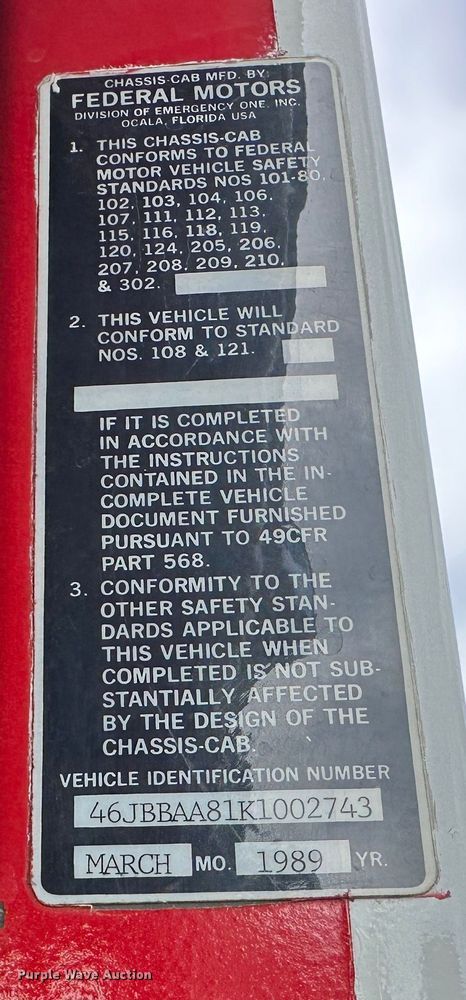 CHASSIS-CAB MFD. BY:
FEDERAL MOTORS
DIVISION OF EMERGENCY ONE, INC.
OCALA, FLORIDA USA
1. THIS CHASSIS-CAB
CONFORMS TO FEDERAL
MOTOR VEHICLE SAFETY
STANDARDS NOS 101-80,
102, 103, 104, 106,
107, 111, 112, 113,
115, 116, 118, 119,
120, 124, 205, 206,
207, 208, 209, 210,
& 302.
2. THIS VEHICLE WILL
CONFORM TO STANDARD
NOS. 108 & 121.
IF IT IS COMPLETED
IN ACCORDANCE WITH
THE INSTRUCTIONS
CONTAINED IN THE IN-
COMPLETE VEHICLE
DOCUMENT FURNISHED
PURSUANT TO 49CFR
PART 568.
3. CONFORMITY TO THE
OTHER SAFETY STAN-
DARDS APPLICABLE TO
THIS VEHICLE WHEN
COMPLETED IS NOT SUB-
STANTIALLY AFFECTED
BY THE DESIGN OF THE
CHASSIS-CAB.
VEHICLE IDENTIFICATION NUMBER
46JBBAA81K1002743
MARCH MO. 1989 YR.
Purple Wave Auction